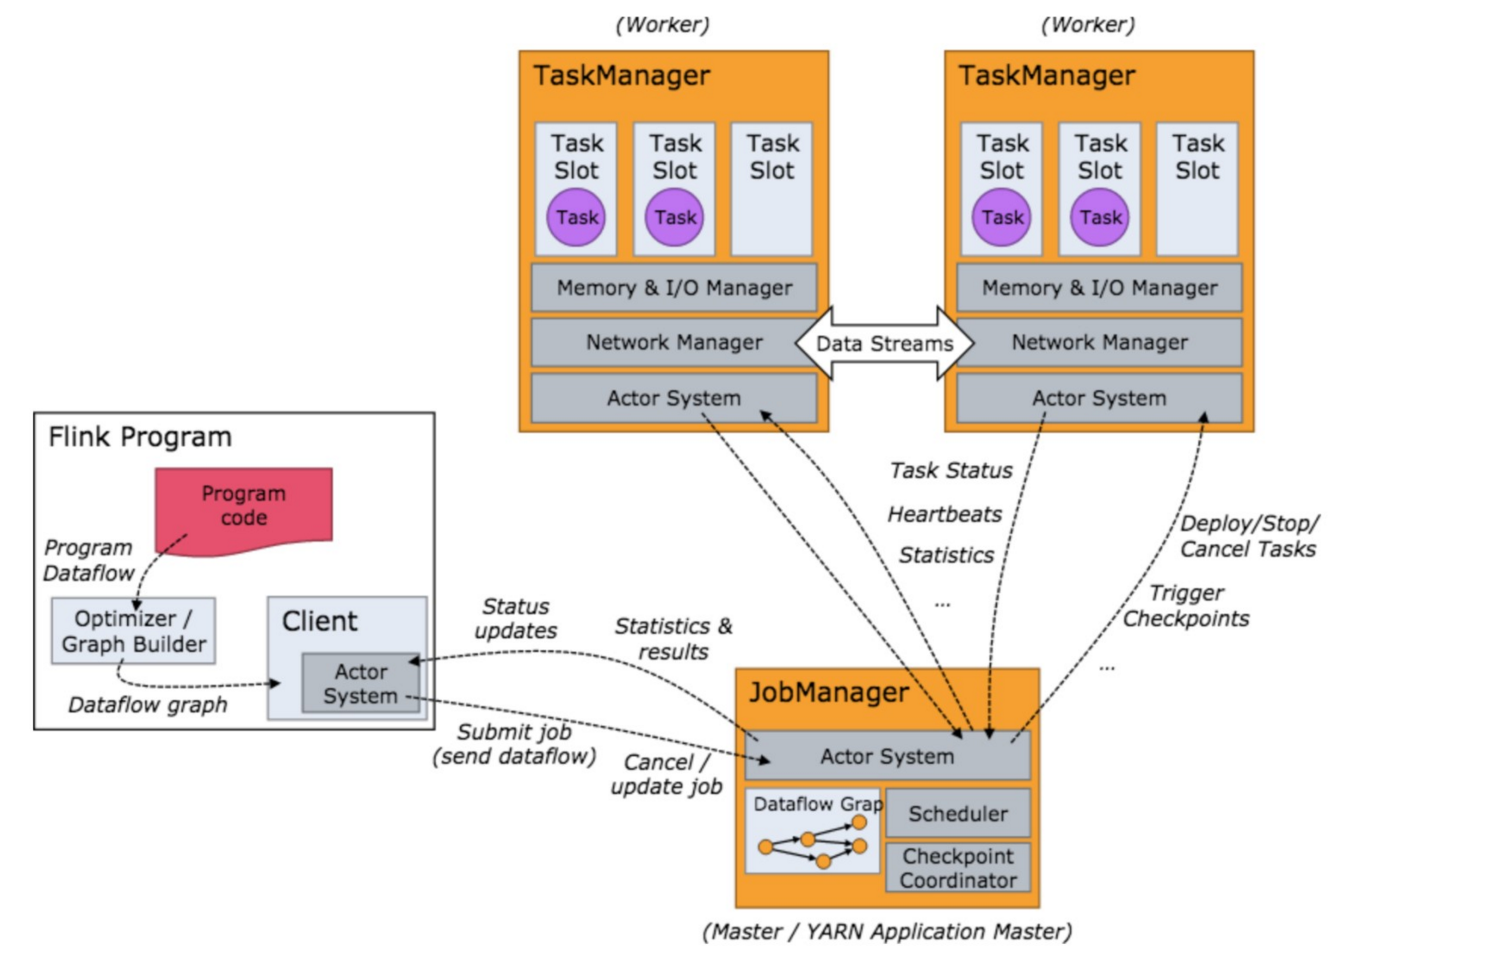 (Worker)
(Worker)
TaskManager
TaskManager
Task
Slot
Task
Task
Slot
Task
Task
Slot
Task
Slot
Task
Task
Slot
Task
Task
Slot
Memory & I/O Manager
Memory & I/O Manager
Network Manager
Data Streams
Network Manager
Actor System
Actor System
Flink Program
Program
code
Program
Dataflow
Optimizer /
Graph Builder
Dataflow graph
Client
Actor
System
Status
updates
Statistics &
results
Submit job
(send dataflow)
Cancel /
update job
Task Status
Heartbeats
Statistics
...
Deploy/Stop/
Cancel Tasks
Trigger
Checkpoints
...
JobManager
Actor System
Dataflow Grap
Scheduler
Checkpoint
Coordinator
(Master / YARN Application Master)